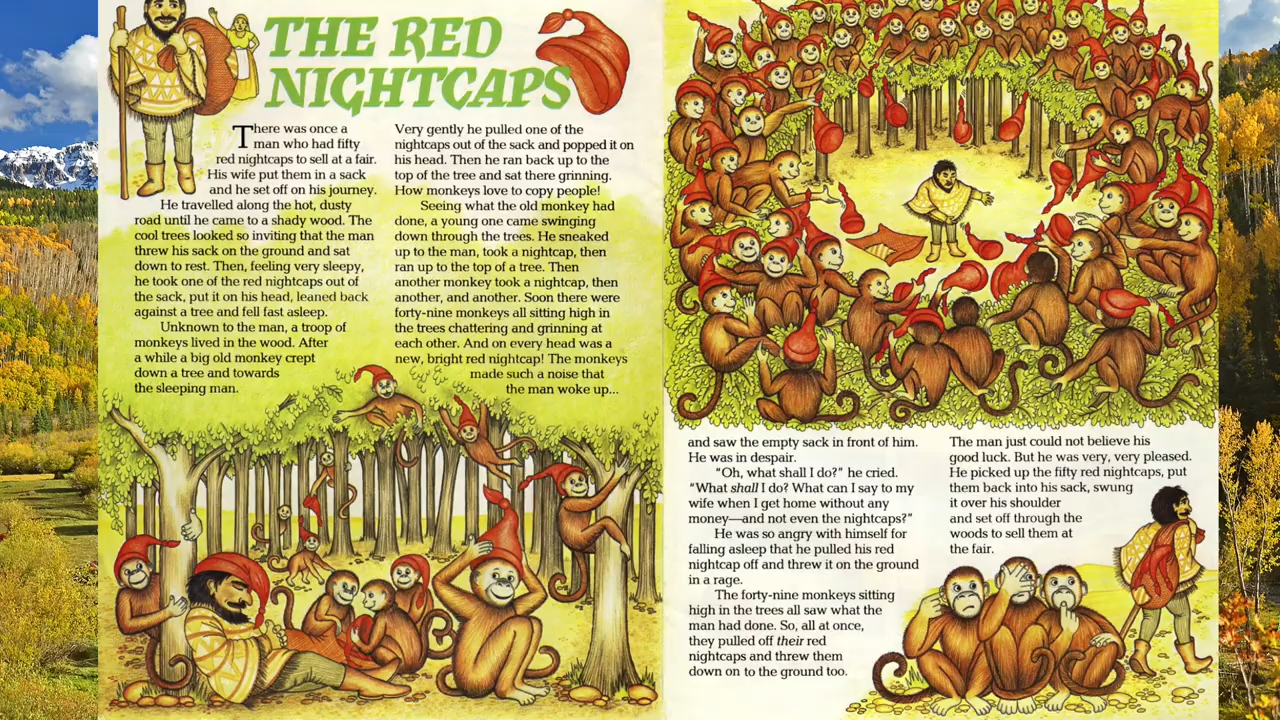 THE RED
NIGHTCAPS
There was once a
man who had fifty
red nightcaps to sell at a fair.
His wife put them in a sack
and he set off on his journey.
He travelled along the hot, dusty
road until he came to a shady wood. The
cool trees looked so inviting that the man
threw his sack on the ground and sat
down to rest. Then, feeling very sleepy,
he took one of the red nightcaps out of
the sack, put it on his head, leaned back
against a tree and fell fast asleep.
Unknown to the man, a troop of
monkeys lived in the wood. After
a while a big old monkey crept
down a tree and towards
the sleeping man.
Very gently he pulled one of the
nightcaps out of the sack and popped it on
his head. Then he ran back up to the
top of the tree and sat there grinning.
How monkeys love to copy people!
Seeing what the old monkey had
done, a young one came swinging
down through the trees. He sneaked
up to the man, took a nightcap, then
ran up to the top of a tree. Then
another monkey took a nightcap, then
another, and another. Soon there were
forty-nine monkeys all sitting high in
the trees chattering and grinning at
each other. And on every head was a
new, bright red nightcap! The monkeys
made such a noise that
the man woke up...
and saw the empty sack in front of him.
He was in despair.
"Oh, what shall I do?" he cried.
"What shall I do? What can I say to my
wife when I get home without any
money—and not even the nightcaps?"
He was so angry with himself for
falling asleep that he pulled his red
nightcap off and threw it on the ground
in a rage.
The forty-nine monkeys sitting
high in the trees all saw what the
man had done. So, all at once,
they pulled off their red
nightcaps and threw them
down on to the ground too.
The man just could not believe his
good luck. But he was very, very pleased.
He picked up the fifty red nightcaps, put
them back into his sack, swung
it over his shoulder
and set off through the
woods to sell them at
the fair.